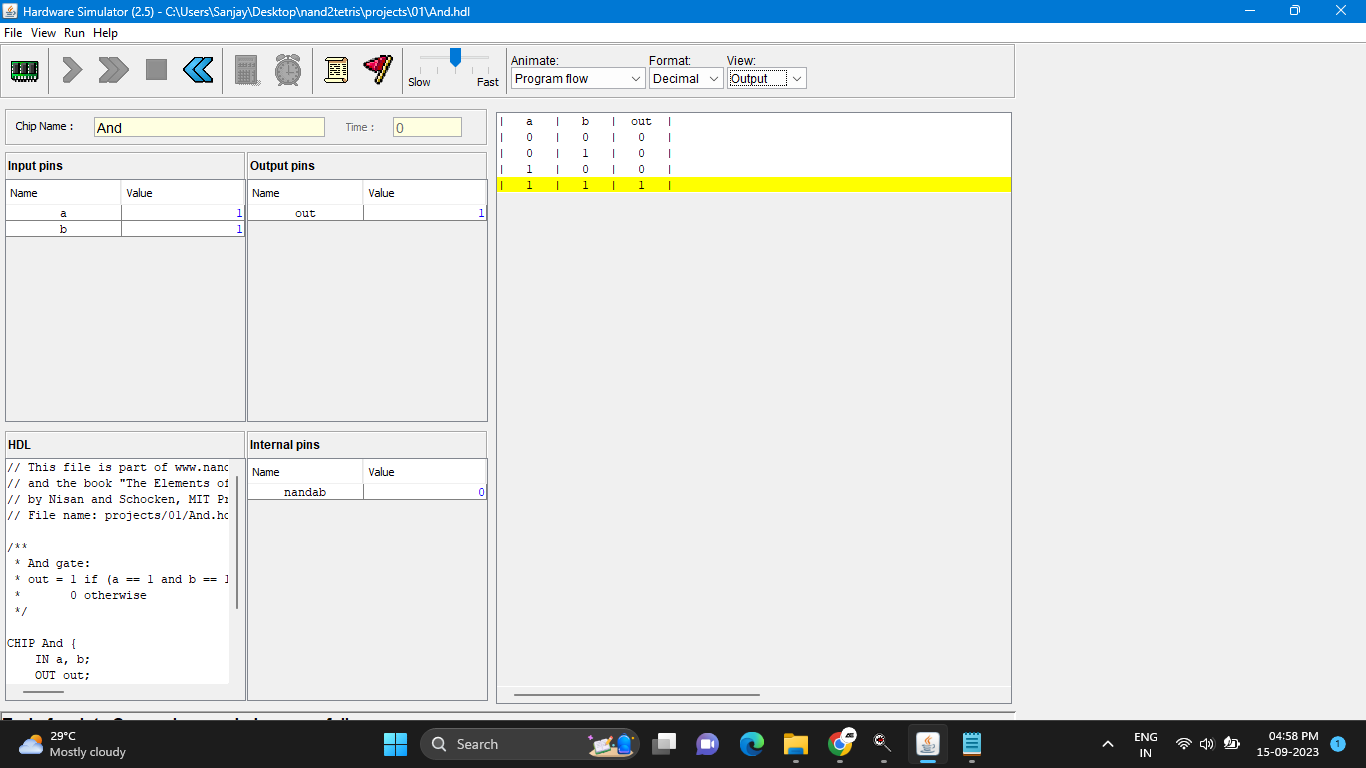 Hardware Simulator (2.5) - C:\Users\Sanjay\Desktop\nand2tetris\projects\01\And.hdl
File View Run Help
Slow Fast
Animate: Format: View:
Program flow Decimal Output
Chip Name : And Time : 0
Input pins
Name Value
a 1
b 1
Output pins
Name Value
out 1
HDL
// This file is part of www.nand
// and the book "The Elements of
// by Nisan and Schocken, MIT Pr
// File name: projects/01/And.hd
/**
* And gate:
* out = 1 if (a == 1 and b == 1
* 0 otherwise
*/
CHIP And {
IN a, b;
OUT out;
Internal pins
Name Value
nandab 0
| a | b | out |
| 0 | 0 | 0 |
| 0 | 1 | 0 |
| 1 | 0 | 0 |
| 1 | 1 | 1 |
29°C
Mostly cloudy
Search
ENG
IN
04:58 PM
15-09-2023
1